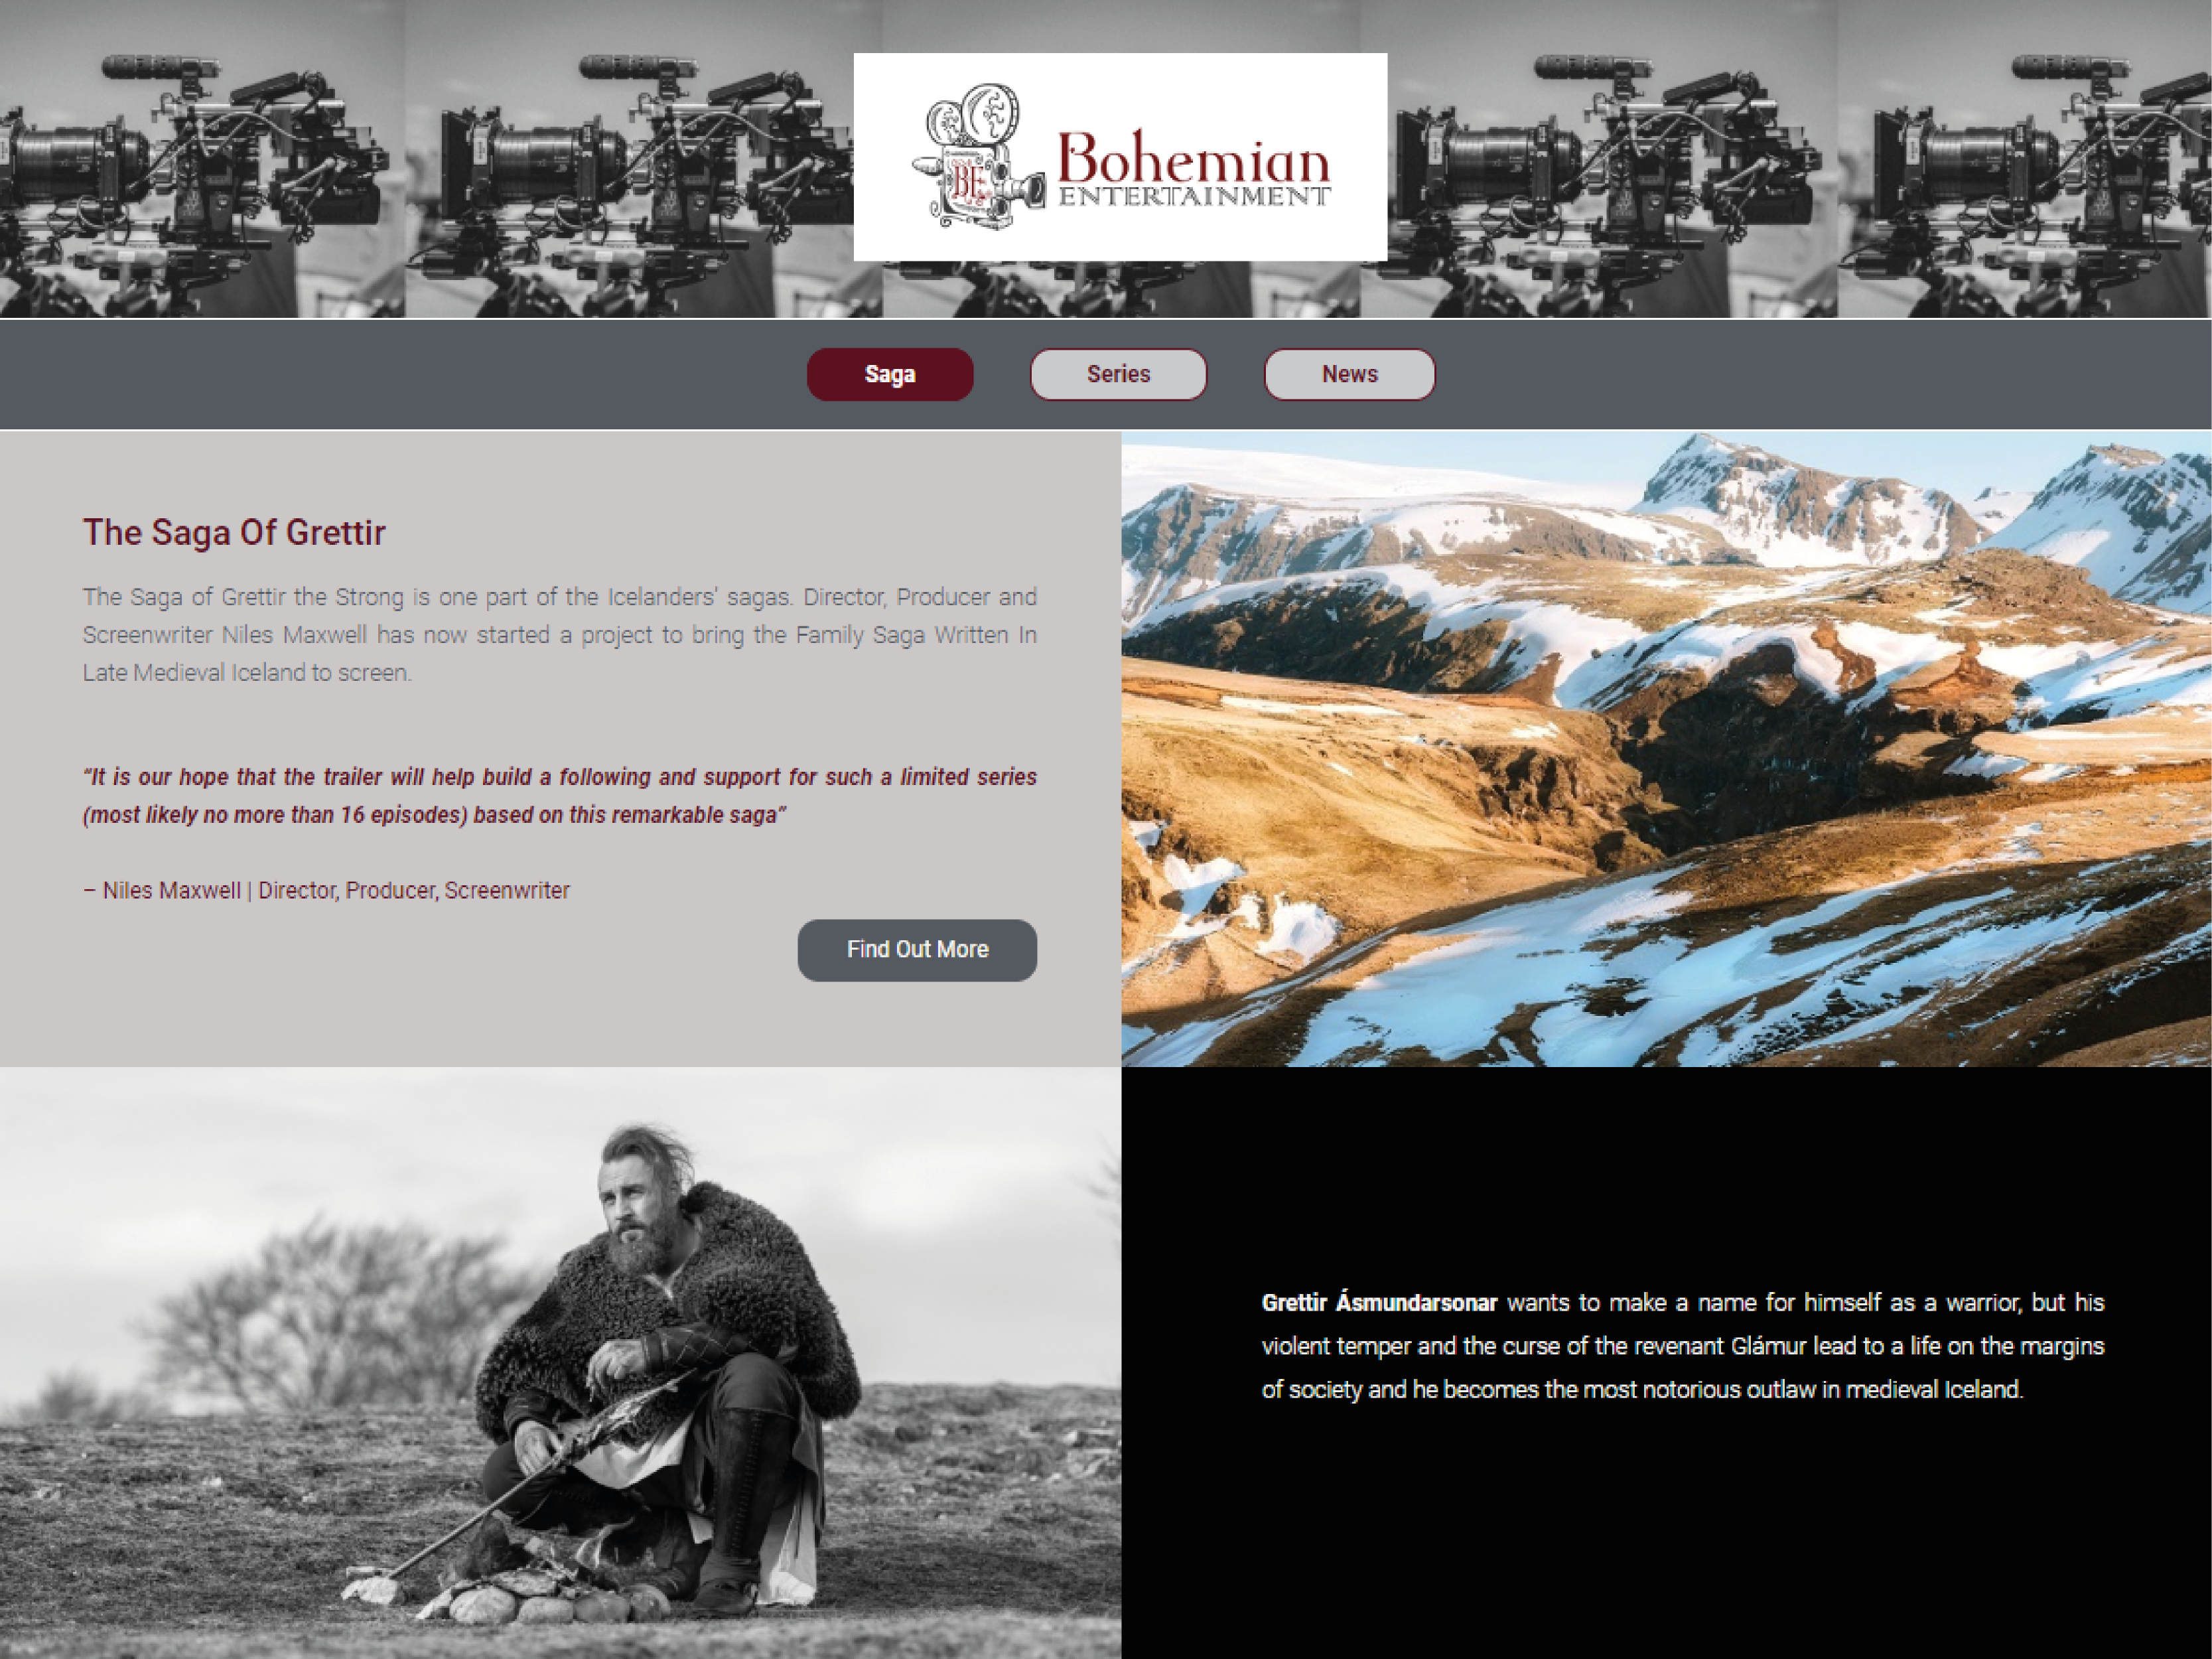 BE
Bohemian
ENTERTAINMENT
Saga
Series
News
The Saga Of Grettir
The Saga of Grettir the Strong is one part of the Icelanders' sagas. Director, Producer and
Screenwriter Niles Maxwell has now started a project to bring the Family Saga Written In
Late Medieval Iceland to screen.
“It is our hope that the trailer will help build a following and support for such a limited series
(most likely no more than 16 episodes) based on this remarkable saga”
– Niles Maxwell | Director, Producer, Screenwriter
Find Out More
Grettir Ásmundarsonar wants to make a name for himself as a warrior, but his
violent temper and the curse of the revenant Glámur lead to a life on the margins
of society and he becomes the most notorious outlaw in medieval Iceland.